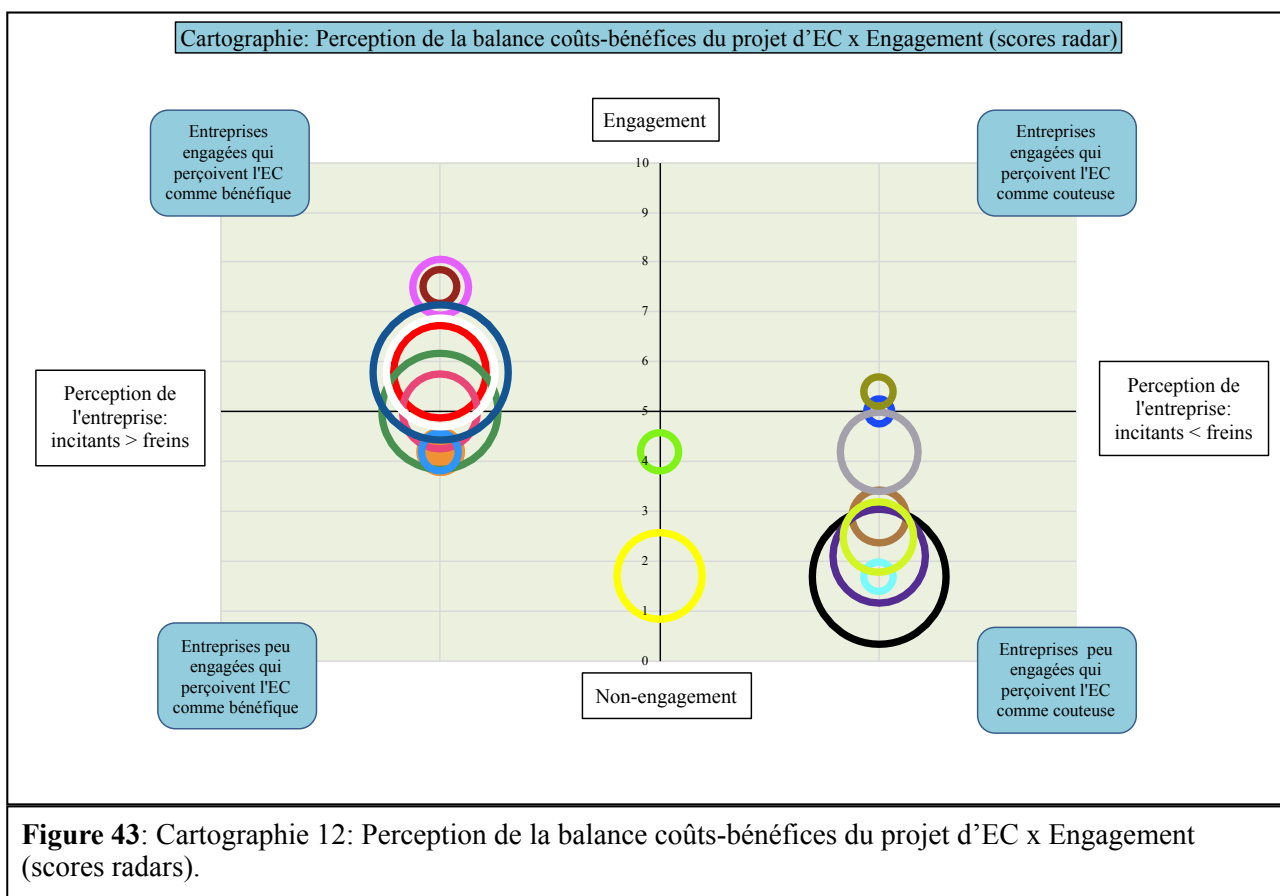 Cartographie: Perception de la balance coûts-bénéfices du projet d'EC x Engagement (scores radar)
Entreprises
engagées qui
perçoivent l'EC
comme bénéfique
Engagement
Entreprises
engagées qui
perçoivent l'EC
comme couteuse
10
9
8
7
6
5
4
3
2
1
0
Perception de
l'entreprise:
incitants > freins
Perception de
l'entreprise:
incitants < freins
Entreprises peu
engagées qui
perçoivent l'EC
comme bénéfique
Non-engagement
Entreprises peu
engagées qui
perçoivent l'EC
comme couteuse
Figure 43: Cartographie 12: Perception de la balance coûts-bénéfices du projet d'EC x Engagement
(scores radars).